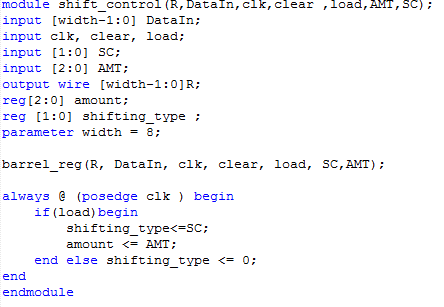 module shift_control(R,DataIn,clk,clear ,load,AMT,SC);
input [width-1:0] DataIn;
input clk, clear, load;
input [1:0] SC;
input [2:0] AMT;
output wire [width-1:0]R;
reg[2:0] amount;
reg [1:0] shifting_type ;
parameter width = 8;
barrel_reg(R, DataIn, clk, clear, load, SC,AMT);
always @ (posedge clk ) begin
if(load)begin
shifting_type<=SC;
amount <= AMT;
end else shifting_type <= 0;
end
endmodule